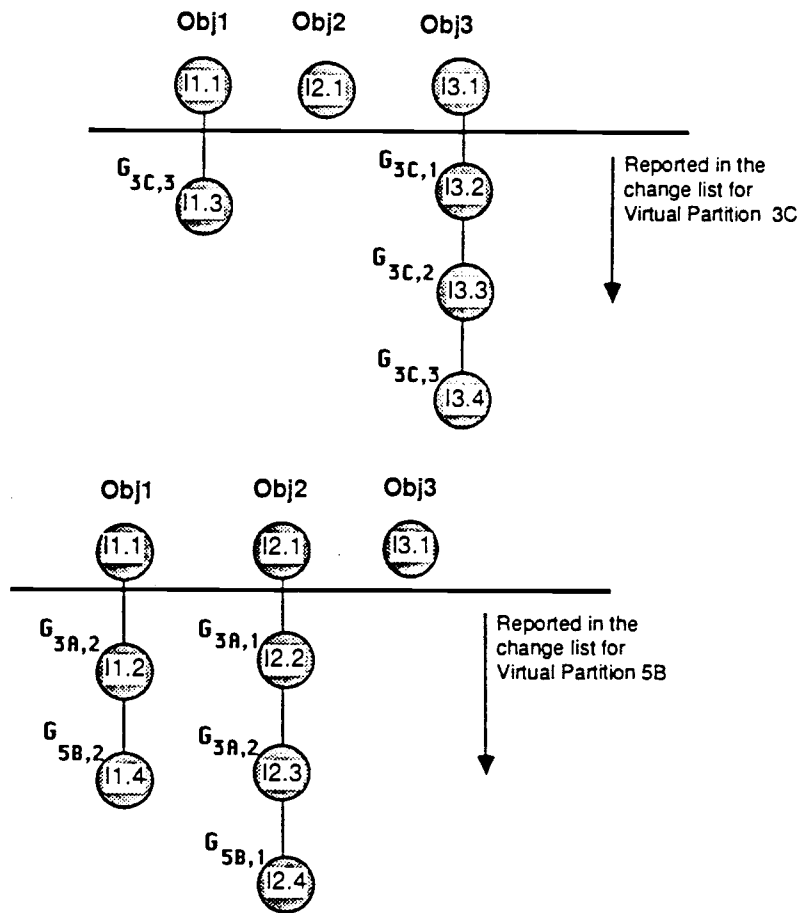 Obj1 Obj2 Obj3
I1.1 I2.1 I3.1
G3C,3 G3C,1
I1.3 I3.2
Reported in the
change list for
Virtual Partition 3C
G3C,2
I3.3
G3C,3
I3.4
Obj1 Obj2 Obj3
I1.1 I2.1 I3.1
G3A,2 G3A,1
I1.2 I2.2
Reported in the
change list for
Virtual Partition 5B
G5B,2 G3A,2
I1.4 I2.3
G5B,1
I2.4